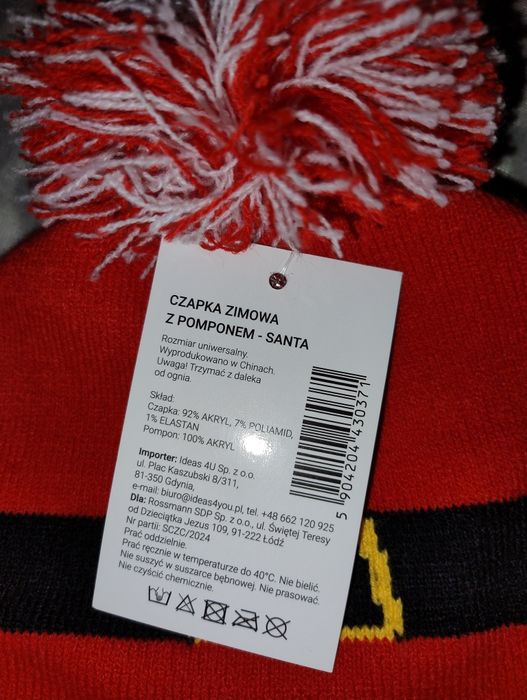 CZAPKA ZIMOWA
Z POMPONEM - SANTA
Rozmiar uniwersalny.
Wyprodukowano w Chinach.
Uwaga! Trzymać z daleka
od ognia.
Skład:
Czapka: 92% AKRYL, 7% POLIAMID,
1% ELASTAN
Pompon: 100% AKRYL
Importer: Ideas 4U Sp. z o.o.
ul. Plac Kaszubski 8/311,
81-350 Gdynia,
e-mail: biuro@ideas4you.pl, tel. +48 662 120 925
Dla: Rossmann SDP Sp. z o.o., ul. Świętej Teresy
od Dzieciątka Jezus 109, 91-222 Łódź
Nr partii: SCZC/2024
Prać oddzielnie.
Prać ręcznie w temperaturze do 40°C. Nie bielić.
Nie suszyć w suszarce bębnowej. Nie prasować.
Nie czyścić chemicznie.
5 904204 430371